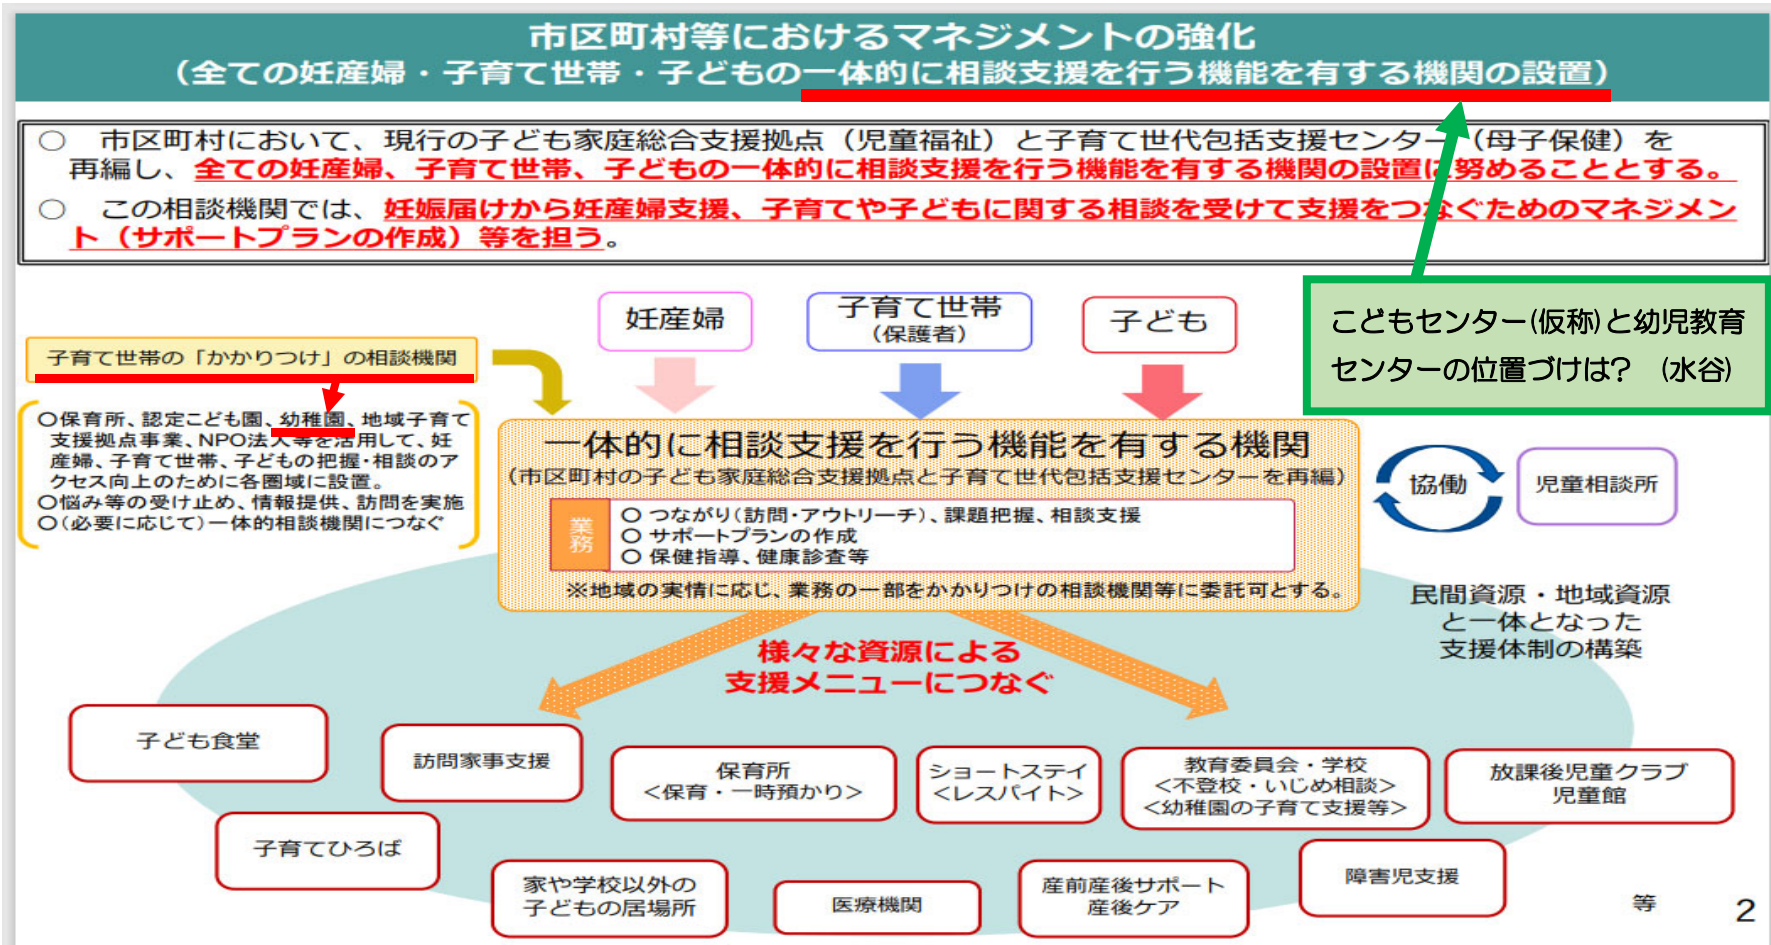 市区町村等におけるマネジメントの強化
（全ての妊産婦・子育て世帯・子どもの一体的に相談支援を行う機能を有する機関の設置）
○　市区町村において、現行の子ども家庭総合支援拠点（児童福祉）と子育て世代包括支援センター（母子保健）を
再編し、全ての妊産婦、子育て世帯、子どもの一体的に相談支援を行う機能を有する機関の設置に努めることとする。
○　この相談機関では、妊娠届けから妊産婦支援、子育てや子どもに関する相談を受けて支援をつなぐためのマネジメン
ト（サポートプランの作成）等を担う。
こどもセンター(仮称)と幼児教育
センターの位置づけは?　(水谷)
妊産婦
子育て世帯
（保護者）
子ども
子育て世帯の「かかりつけ」の相談機関
○保育所、認定こども園、幼稚園、地域子育て
支援拠点事業、NPO法人等を活用して、妊
産婦、子育て世帯、子どもの把握・相談のア
クセス向上のために各圏域に設置。
○悩み等の受け止め、情報提供、訪問を実施
○（必要に応じて）一体的相談機関につなぐ
一体的に相談支援を行う機能を有する機関
（市区町村の子ども家庭総合支援拠点と子育て世代包括支援センターを再編）
業務
○ つながり（訪問・アウトリーチ）、課題把握、相談支援
○ サポートプランの作成
○ 保健指導、健康診査等
※地域の実情に応じ、業務の一部をかかりつけの相談機関等に委託可とする。
協働
児童相談所
民間資源・地域資源
と一体となった
支援体制の構築
様々な資源による
支援メニューにつなぐ
子ども食堂
訪問家事支援
保育所
＜保育・一時預かり＞
ショートステイ
＜レスパイト＞
教育委員会・学校
＜不登校・いじめ相談＞
＜幼稚園の子育て支援等＞
放課後児童クラブ
児童館
子育てひろば
家や学校以外の
子どもの居場所
医療機関
産前産後サポート
産後ケア
障害児支援
等
2